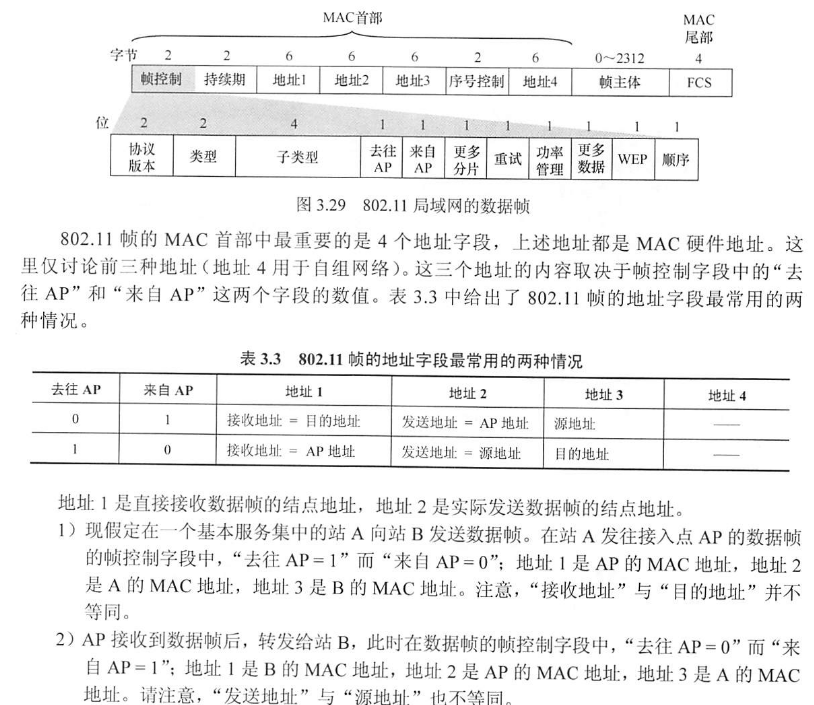 MAC首部
MAC
尾部
字节 2 2 6 6 6 2 6 0～2312 4
帧控制 持续期 地址1 地址2 地址3 序号控制 地址4 帧主体 FCS
位 2 2 4 1 1 1 1 1 1 1 1
协议版本 类型 子类型 去往AP 来自AP 更多分片 重试 功率管理 更多数据 WEP 顺序
图 3.29 802.11 局域网的数据帧
802.11 帧的 MAC 首部中最重要的是 4 个地址字段，上述地址都是 MAC 硬件地址。这
里仅讨论前三种地址（地址 4 用于自组网络）。这三个地址的内容取决于帧控制字段中的“去
往 AP”和“来自 AP”这两个字段的数值。表 3.3 中给出了 802.11 帧的地址字段最常用的两
种情况。
表 3.3 802.11 帧的地址字段最常用的两种情况
去往 AP 来自 AP 地址 1 地址 2 地址 3 地址 4
0 1 接收地址 = 目的地址 发送地址 = AP 地址 源地址 ——
1 0 接收地址 = AP 地址 发送地址 = 源地址 目的地址 ——
地址 1 是直接接收数据帧的结点地址，地址 2 是实际发送数据帧的结点地址。
1）现假定在一个基本服务集中的站 A 向站 B 发送数据帧。在站 A 发往接入点 AP 的数据帧
的帧控制字段中，“去往 AP = 1”而“来自 AP = 0”；地址 1 是 AP 的 MAC 地址，地址 2
是 A 的 MAC 地址，地址 3 是 B 的 MAC 地址。注意，“接收地址”与“目的地址”并不
等同。
2）AP 接收到数据帧后，转发给站 B，此时在数据帧的帧控制字段中，“去往 AP = 0”而“来
自 AP = 1”；地址 1 是 B 的 MAC 地址，地址 2 是 AP 的 MAC 地址，地址 3 是 A 的 MAC
地址。请注意，“发送地址”与“源地址”也不等同。